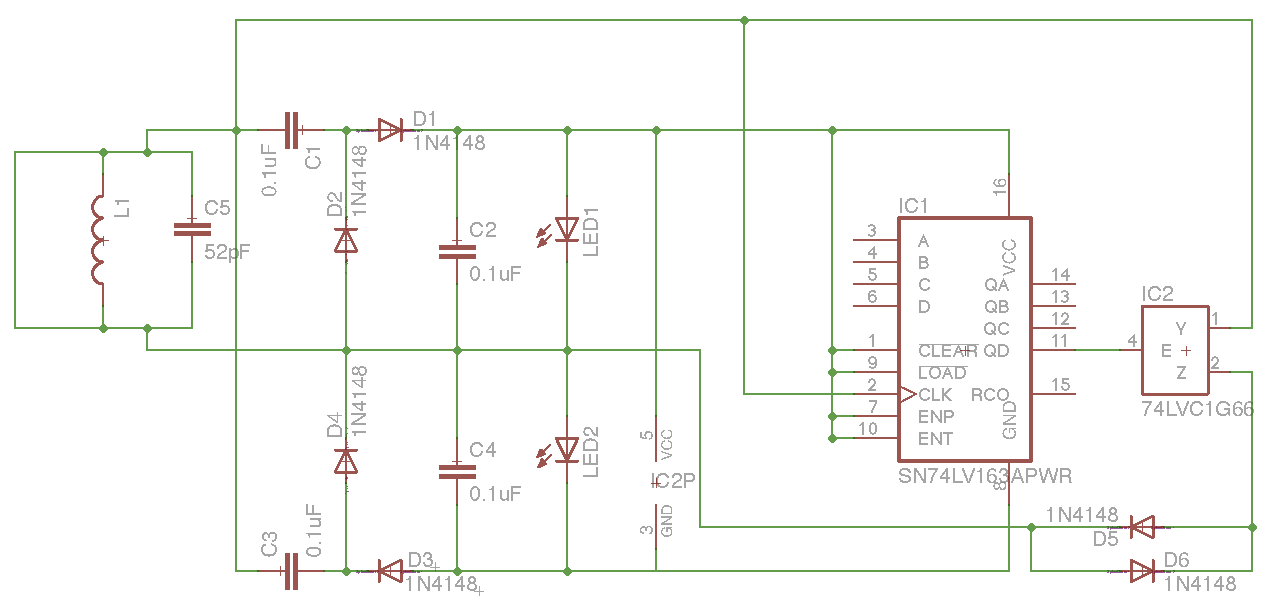 D1
1N4148
0.1uF
C1
D2
1N4148
L1
C5
52pF
C2
0.1uF
LED1
IC1
16
VCC
3
A
4
B
5
C
6
D
QA
14
QB
13
QC
12
1
CLEAR
QD
11
9
LOAD
2
CLK
RCO
15
7
ENP
10
ENT
GND
8
SN74LV163APWR
IC2
Y
1
4
E
Z
2
74LVC1G66
D4
1N4148
C4
0.1uF
LED2
5
VCC
IC2P
3
GND
C3
0.1uF
D3
1N4148
1N4148
D5
D6
1N4148